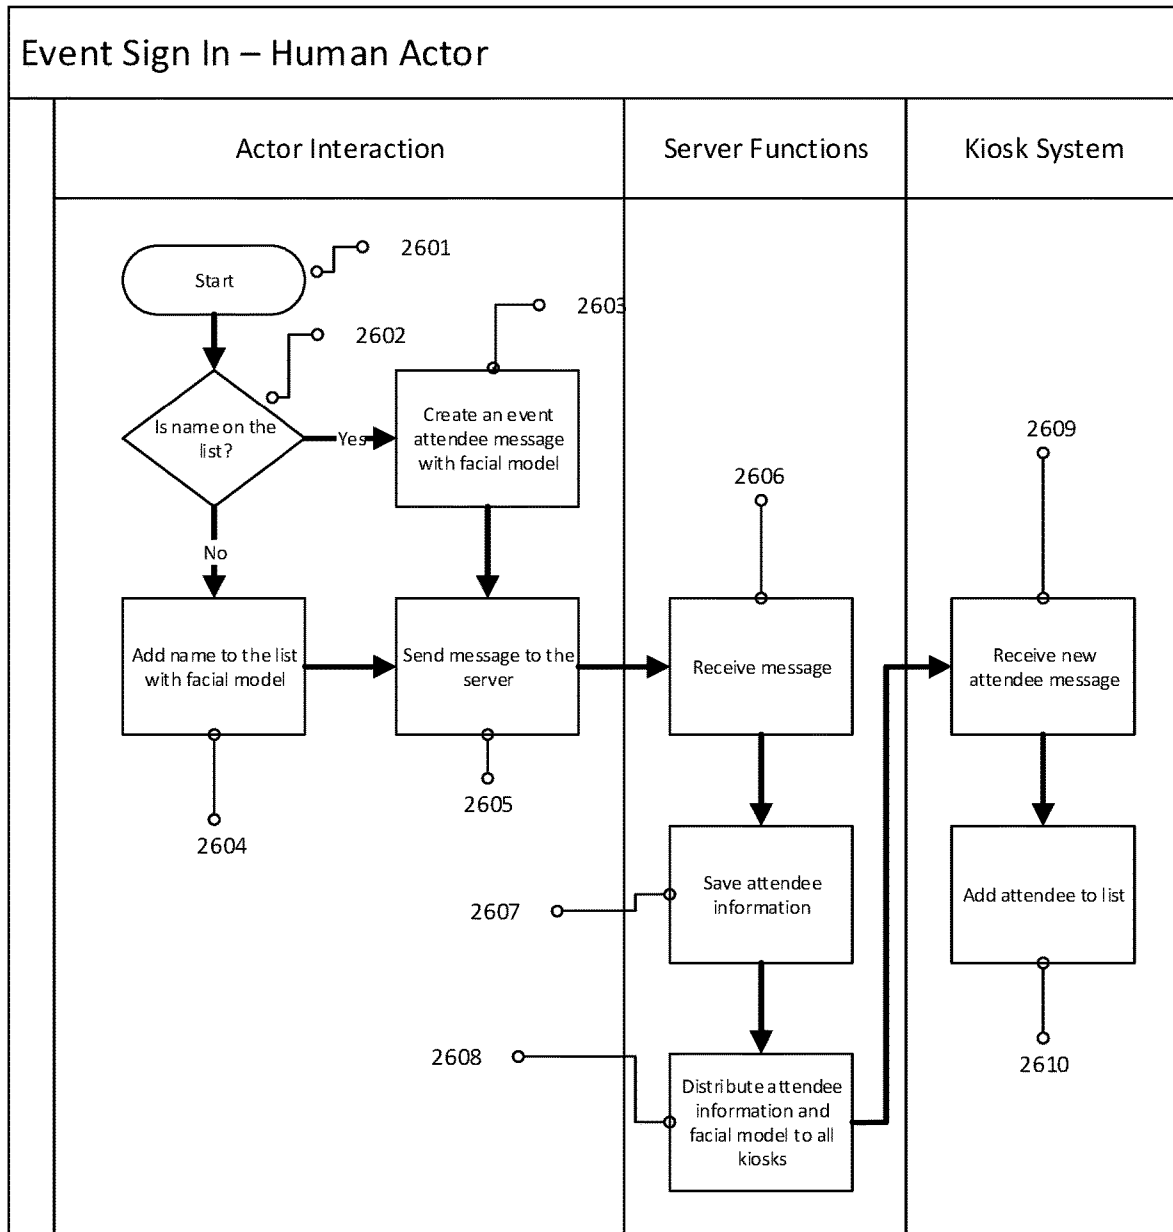 Event Sign In – Human Actor
Actor Interaction
Server Functions
Kiosk System
Start
2601
2602
2603
Is name on the
list?
Yes
Create an event
attendee message
with facial model
No
2606
2609
Add name to the list
with facial model
Send message to the
server
Receive message
Receive new
attendee message
2604
2605
2607
Save attendee
information
Add attendee to list
2608
2610
Distribute attendee
information and
facial model to all
kiosks